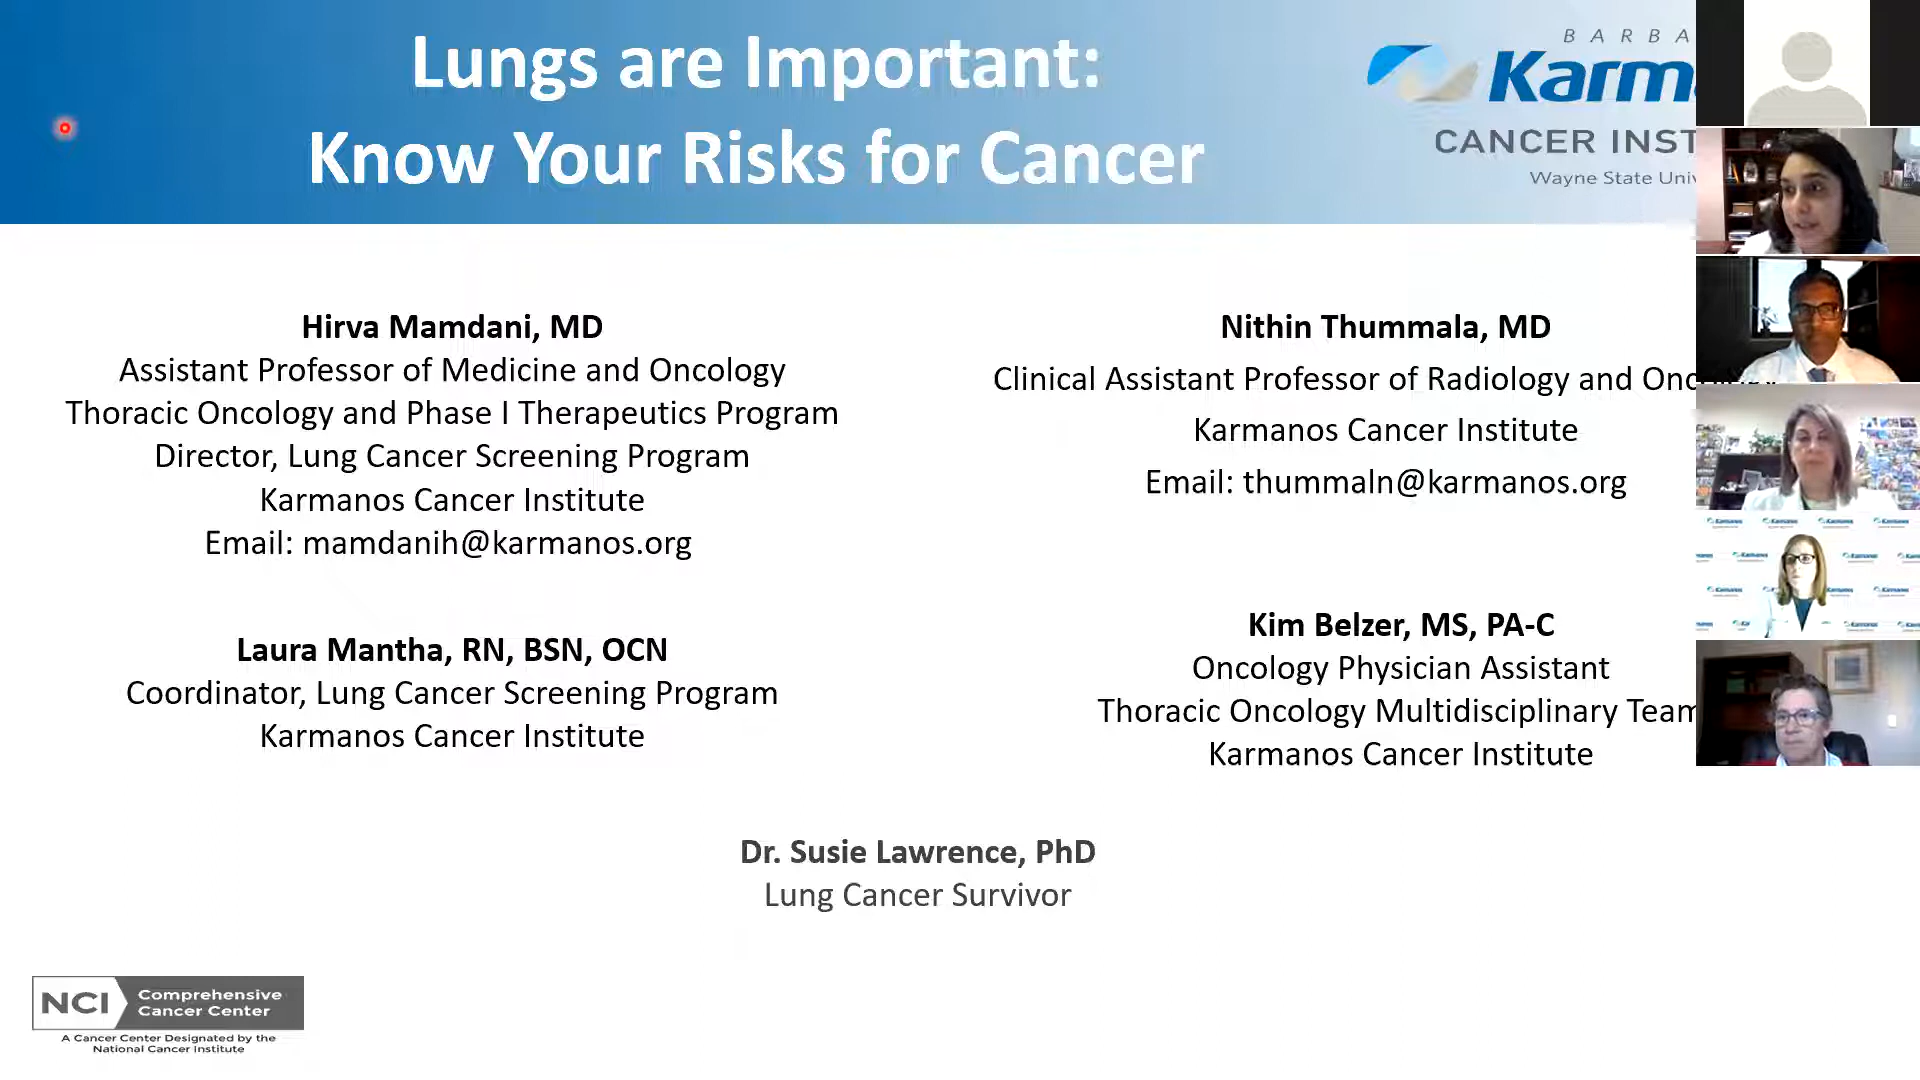 Lungs are Important:
Know Your Risks for Cancer
BARBA
Karm
CANCER INST
Wayne State Univ
Hirva Mamdani, MD
Assistant Professor of Medicine and Oncology
Thoracic Oncology and Phase I Therapeutics Program
Director, Lung Cancer Screening Program
Karmanos Cancer Institute
Email: mamdanih@karmanos.org
Nithin Thummala, MD
Clinical Assistant Professor of Radiology and Onc
Karmanos Cancer Institute
Email: thummaln@karmanos.org
Laura Mantha, RN, BSN, OCN
Coordinator, Lung Cancer Screening Program
Karmanos Cancer Institute
Kim Belzer, MS, PA-C
Oncology Physician Assistant
Thoracic Oncology Multidisciplinary Team
Karmanos Cancer Institute
Dr. Susie Lawrence, PhD
Lung Cancer Survivor
NCI
Comprehensive
Cancer Center
A Cancer Center Designated by the
National Cancer Institute